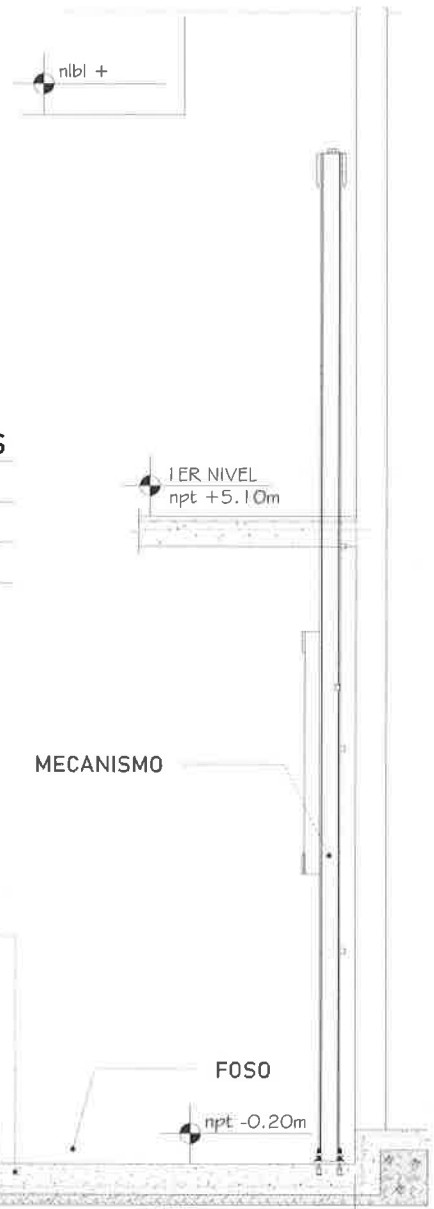 nlbl +
S
1ER NIVEL
npt +5.10m
MECANISMO
FOSO
npt -0.20m